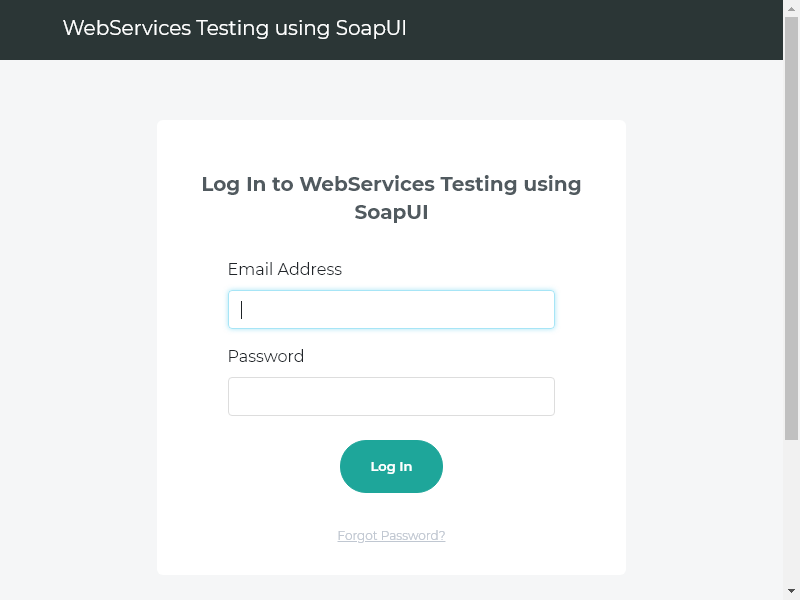 WebServices Testing using SoapUI
Log In to WebServices Testing using
SoapUI
Email Address
Password
Log In
Forgot Password?